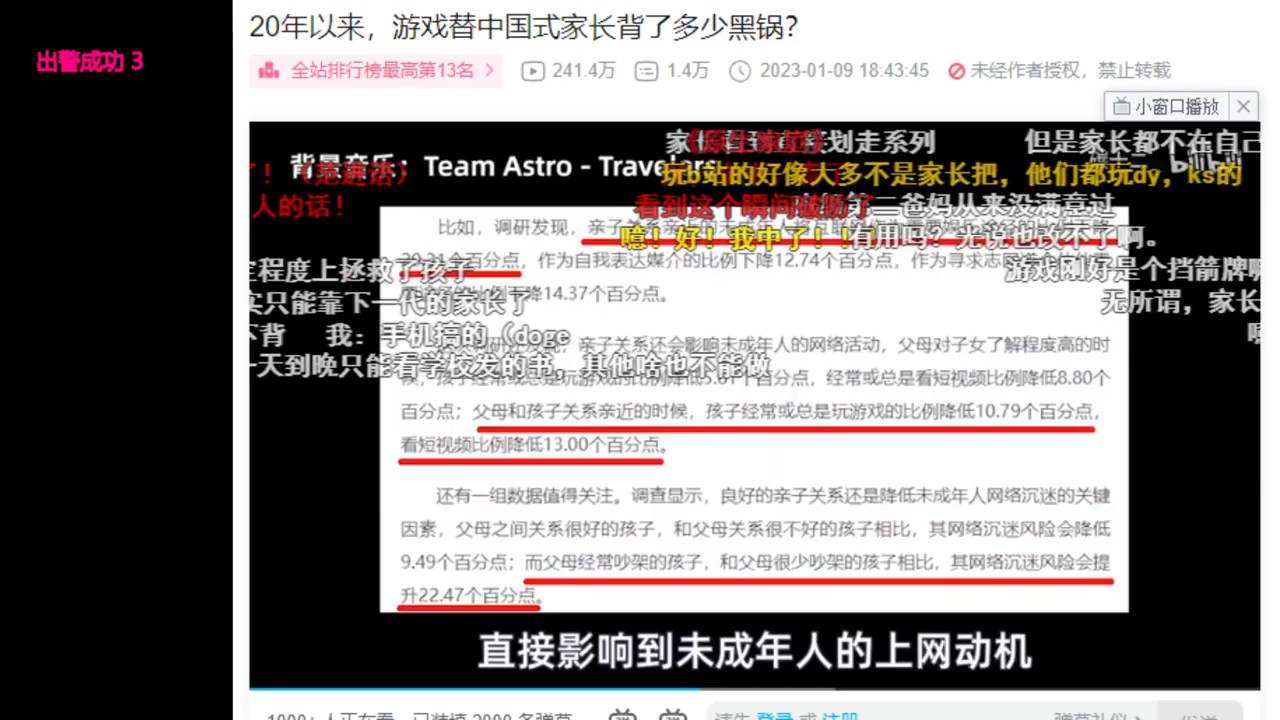 20年以来，游戏替中国式家长背了多少黑锅？
出警成功 3
全站排行榜最高第13名
241.4万
1.4万
2023-01-09 18:43:45
未经作者授权，禁止转载
小窗口播放
但是家长都不在自己
划走系列
背景音乐：Team Astro - Trave
玩b站的好像大多不是家长把，他们都玩dy，ks的
人的话！
看到这个瞬间破防了
爸妈从来没满意过
比如，调研发现，
噫！好！我中了！！
有用吗？光说也改不了啊。
个百分点，作为自我表达媒介的比例下降12.74个百分点，作为寻求志
定程度上拯救了孩子
游戏刚好是个挡箭牌
降14.37个百分点。
实只能靠下一代的家长了
无所谓，家长
下背 我：手机搞的（doge
亲子关系还会影响未成年人的网络活动，父母对子女了解程度高的时
一天到晚只能看学校发的书。其他啥也不能做
个百分点，经常或总是看短视频比例降低8.80个
百分点；父母和孩子关系亲近的时候，孩子经常或总是玩游戏的比例降低10.79个百分点，
看短视频比例降低13.00个百分点。
还有一组数据值得关注。调查显示，良好的亲子关系还是降低未成年人网络沉迷的关键
因素，父母之间关系很好的孩子，和父母关系很不好的孩子相比，其网络沉迷风险会降低
9.49个百分点；而父母经常吵架的孩子，和父母很少吵架的孩子相比，其网络沉迷风险会提
升22.47个百分点。
直接影响到未成年人的上网动机